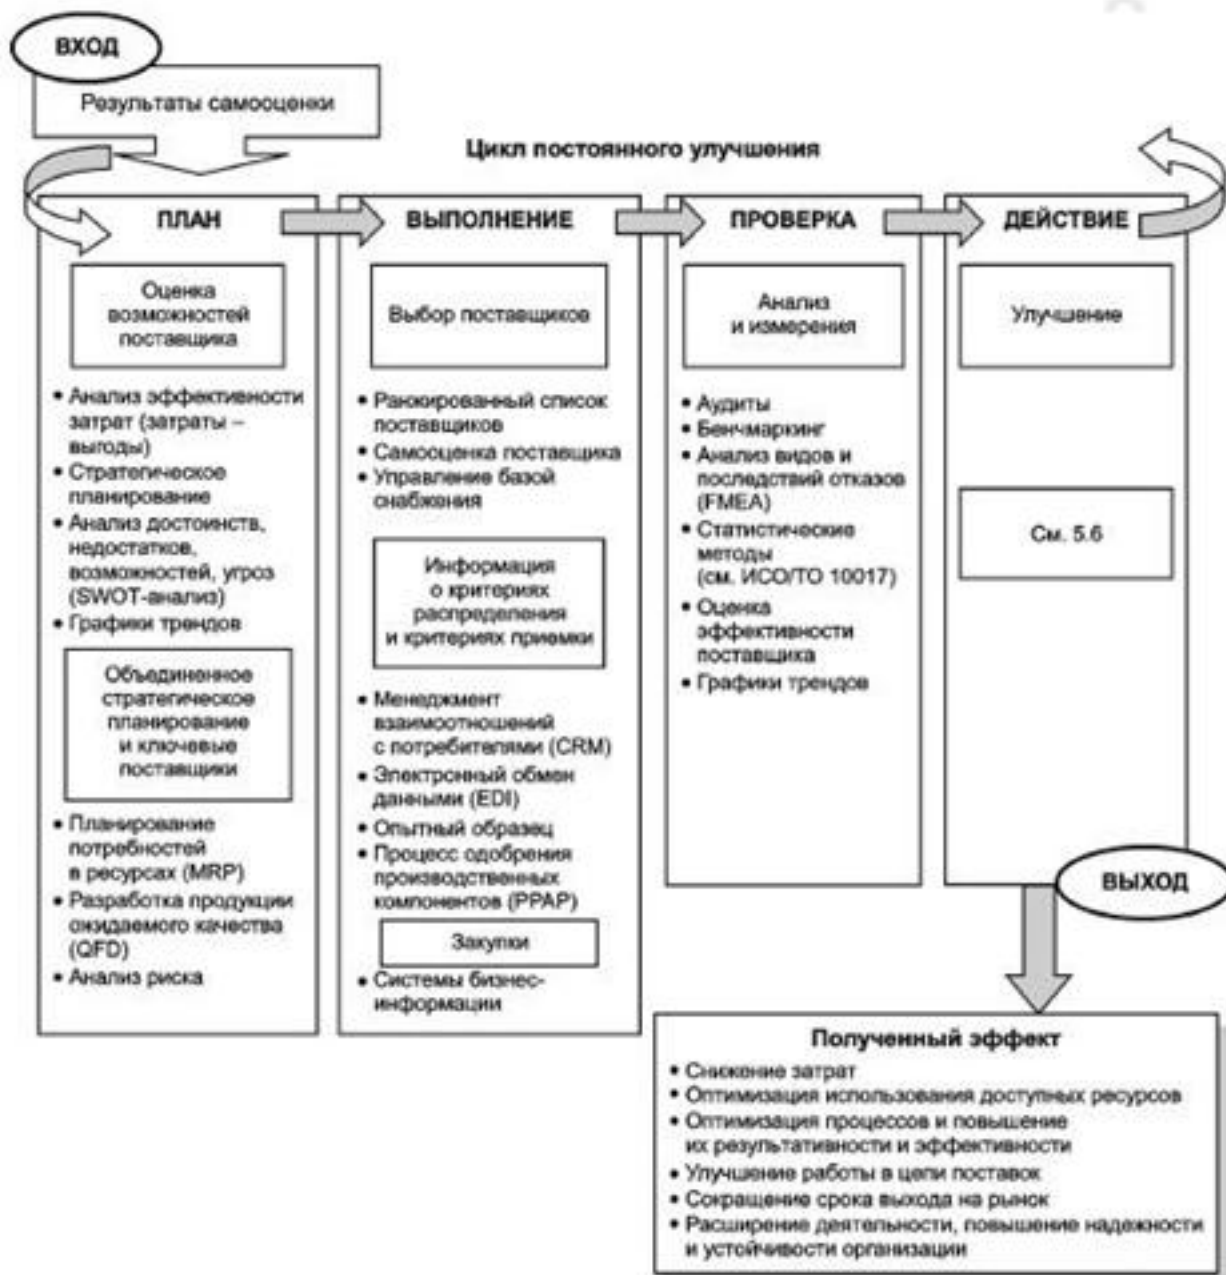 ВХОД
Результаты самооценки
Цикл постоянного улучшения
ПЛАН
Оценка
возможностей
поставщика
• Анализ эффективности
затрат (затраты –
выгоды)
• Стратегическое
планирование
• Анализ достоинств,
недостатков,
возможностей, угроз
(SWOT-анализ)
• Графики трендов
Объединенное
стратегическое
планирование
и ключевые
поставщики
• Планирование
потребностей
в ресурсах (MRP)
• Разработка продукции
ожидаемого качества
(QFD)
• Анализ риска
ВЫПОЛНЕНИЕ
Выбор поставщиков
• Ранжированный список
поставщиков
• Самооценка поставщика
• Управление базой
снабжения
Информация
о критериях
распределения
и критериях приемки
• Менеджмент
взаимоотношений
с потребителями (CRM)
• Электронный обмен
данными (EDI)
• Опытный образец
• Процесс одобрения
производственных
компонентов (PPAP)
Закупки
• Системы бизнес-
информации
ПРОВЕРКА
Анализ
и измерения
• Аудиты
• Бенчмаркинг
• Анализ видов и
последствий отказов
(FMEA)
• Статистические
методы
(см. ИСО/ТО 10017)
• Оценка
эффективности
поставщика
• Графики трендов
ДЕЙСТВИЕ
Улучшение
См. 5.6
ВЫХОД
Полученный эффект
• Снижение затрат
• Оптимизация использования доступных ресурсов
• Оптимизация процессов и повышение
их результативности и эффективности
• Улучшение работы в цепи поставок
• Сокращение срока выхода на рынок
• Расширение деятельности, повышение надежности
и устойчивости организации